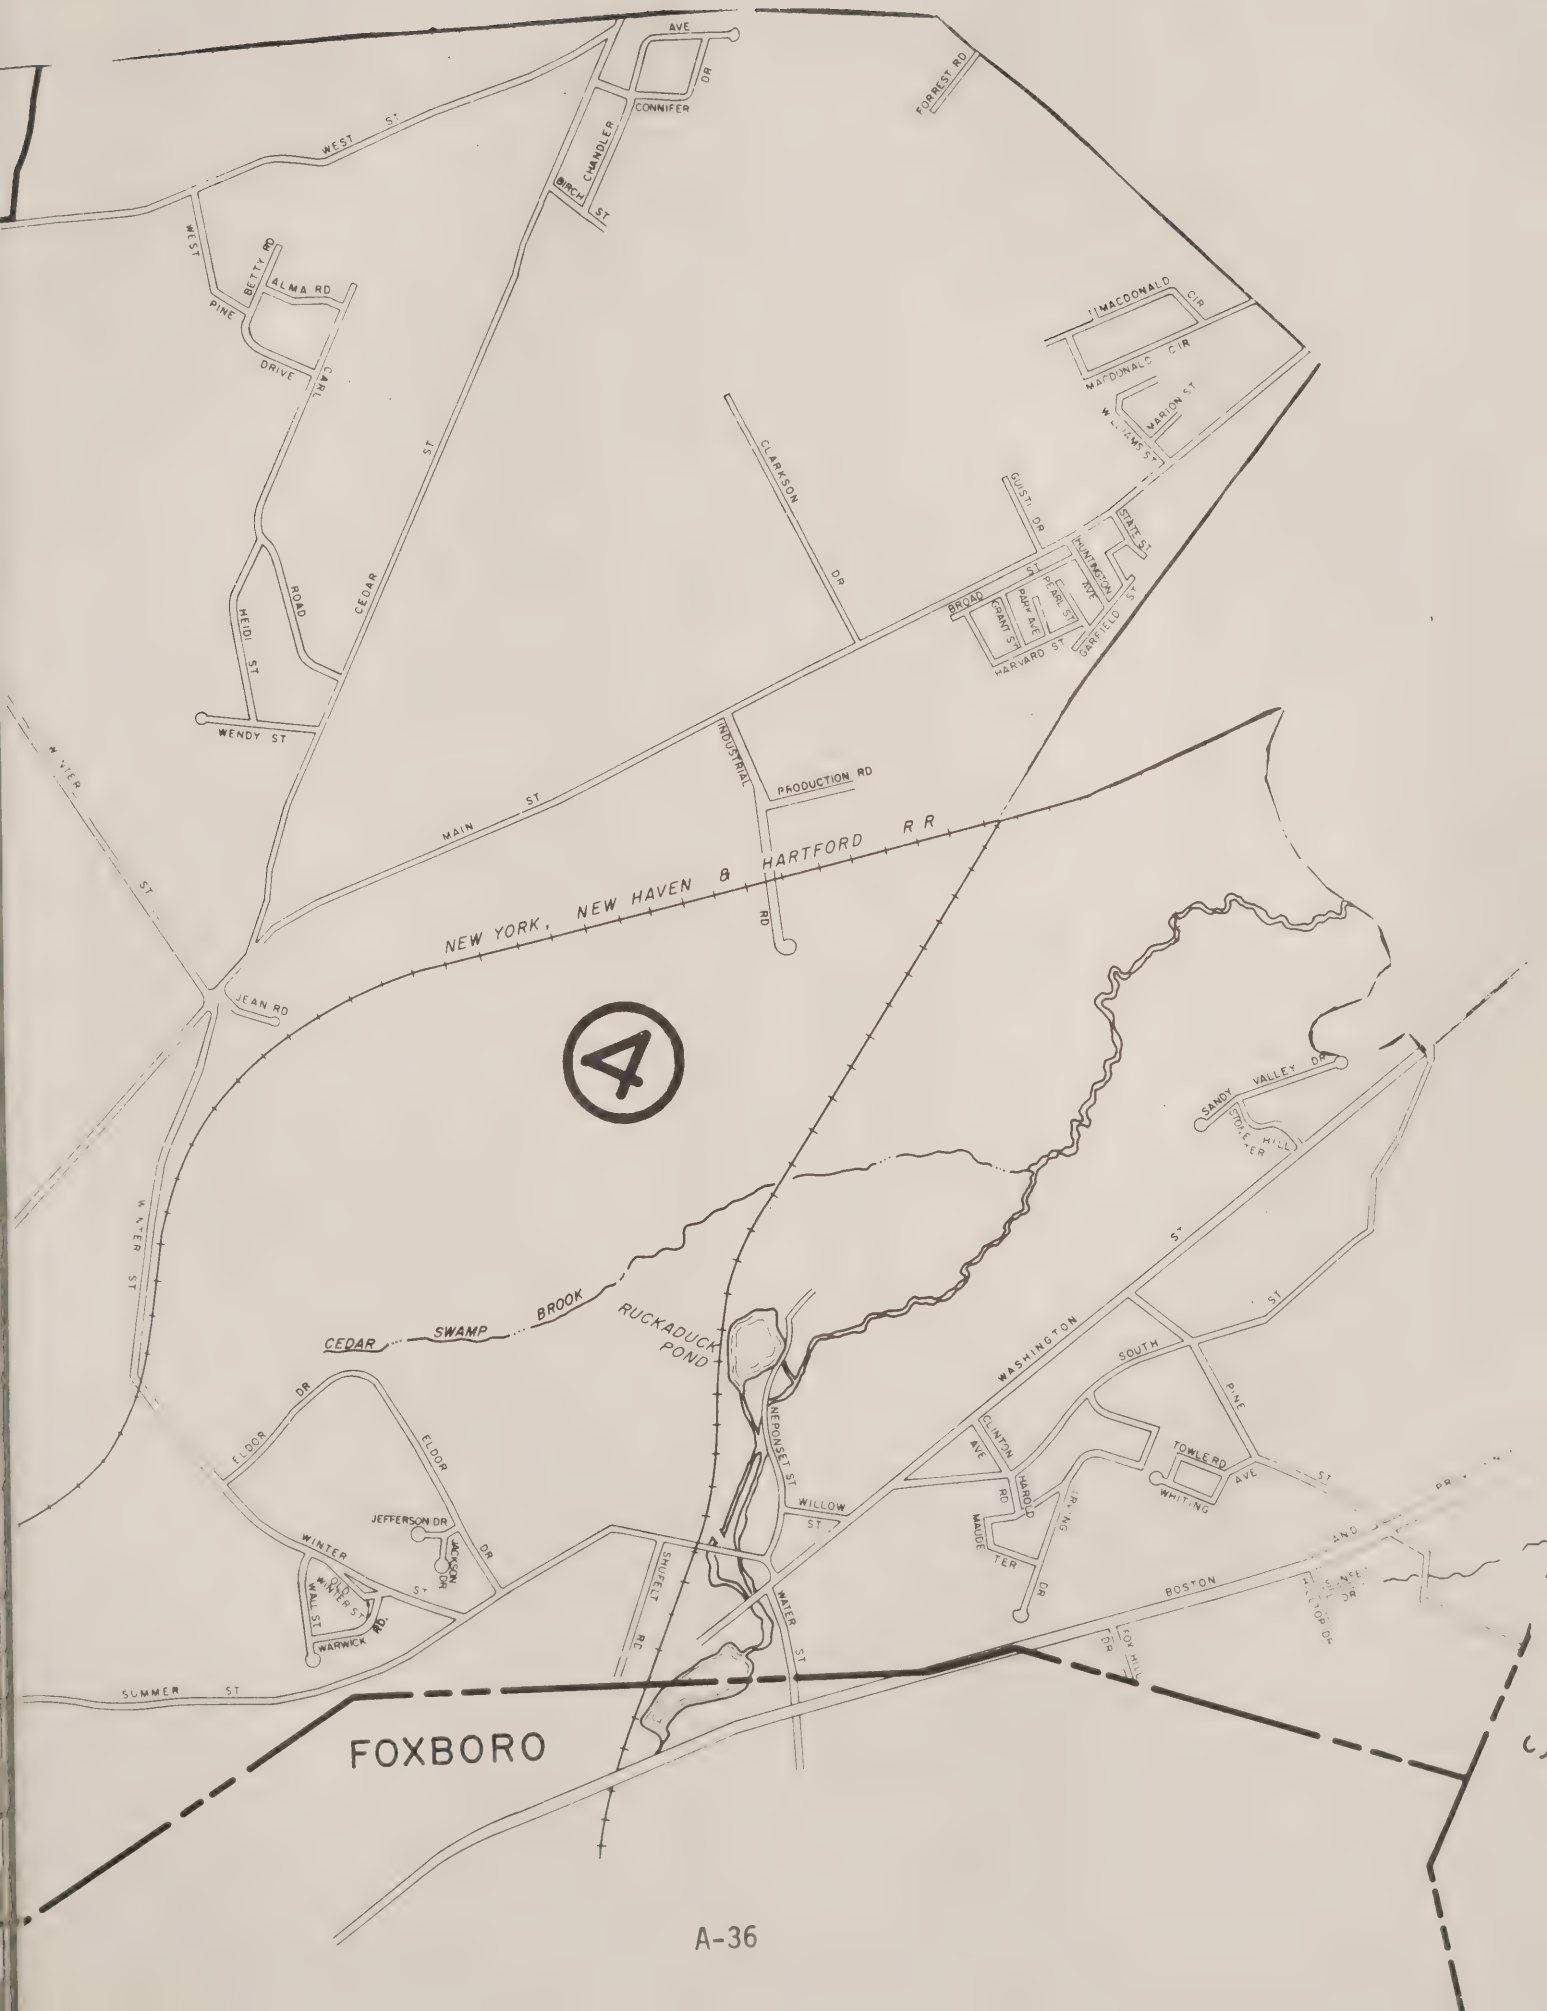 AVE
DR
CONNIFER
FORREST RD
WEST ST
CHANDLER
BIRCH ST
WEST
BETTY RD
ALMA RD
PINE
DRIVE
CARL
MACDONALD CIR
MACDONALD CIR
MARION ST
CLARKSON DR
CEDAR ST
DR
STATE ST
HUNTINGTON AVE
BROAD ST
PEARL ST
PARK AVE
GRANT ST
HARVARD ST
GARFIELD ST
ROAD
HEIDI ST
WENDY ST
ST
INDUSTRIAL
PRODUCTION RD
MAIN ST
NEW YORK, NEW HAVEN & HARTFORD R R
RD
JEAN RD
4
SANDY VALLEY DR
HILL
ST
CEDAR SWAMP BROOK
RUCKADUCK
POND
WASHINGTON ST
SOUTH ST
PINE
ELDOR DR
ELDOR DR
NEPONSET ST
CLINTON
AVE
TOWLE RD
WHITING AVE
ST
WILLOW
ST
HAROLD
RD
DR
JEFFERSON DR
JACKSON
DR
WINTER ST
OLD
WINTER ST
WALL ST
WARWICK RD.
SHUFELT
WATER ST
BOSTON
HILLTOP DR
FOX HILL
DR
SUMMER ST
FOXBORO
A-36